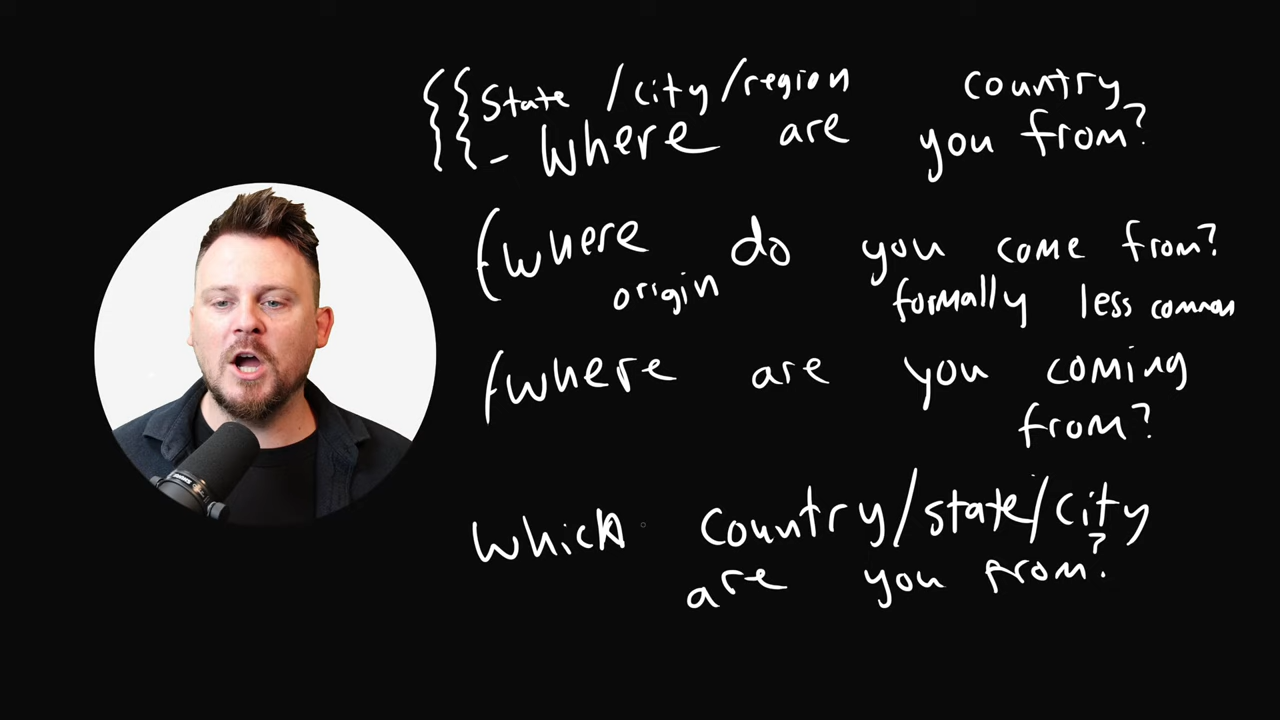 {{State /city/region country
- Where are you from?
(where do you come from?
origin formally less common
(where are you coming
from?
which country/state/city
are you from??